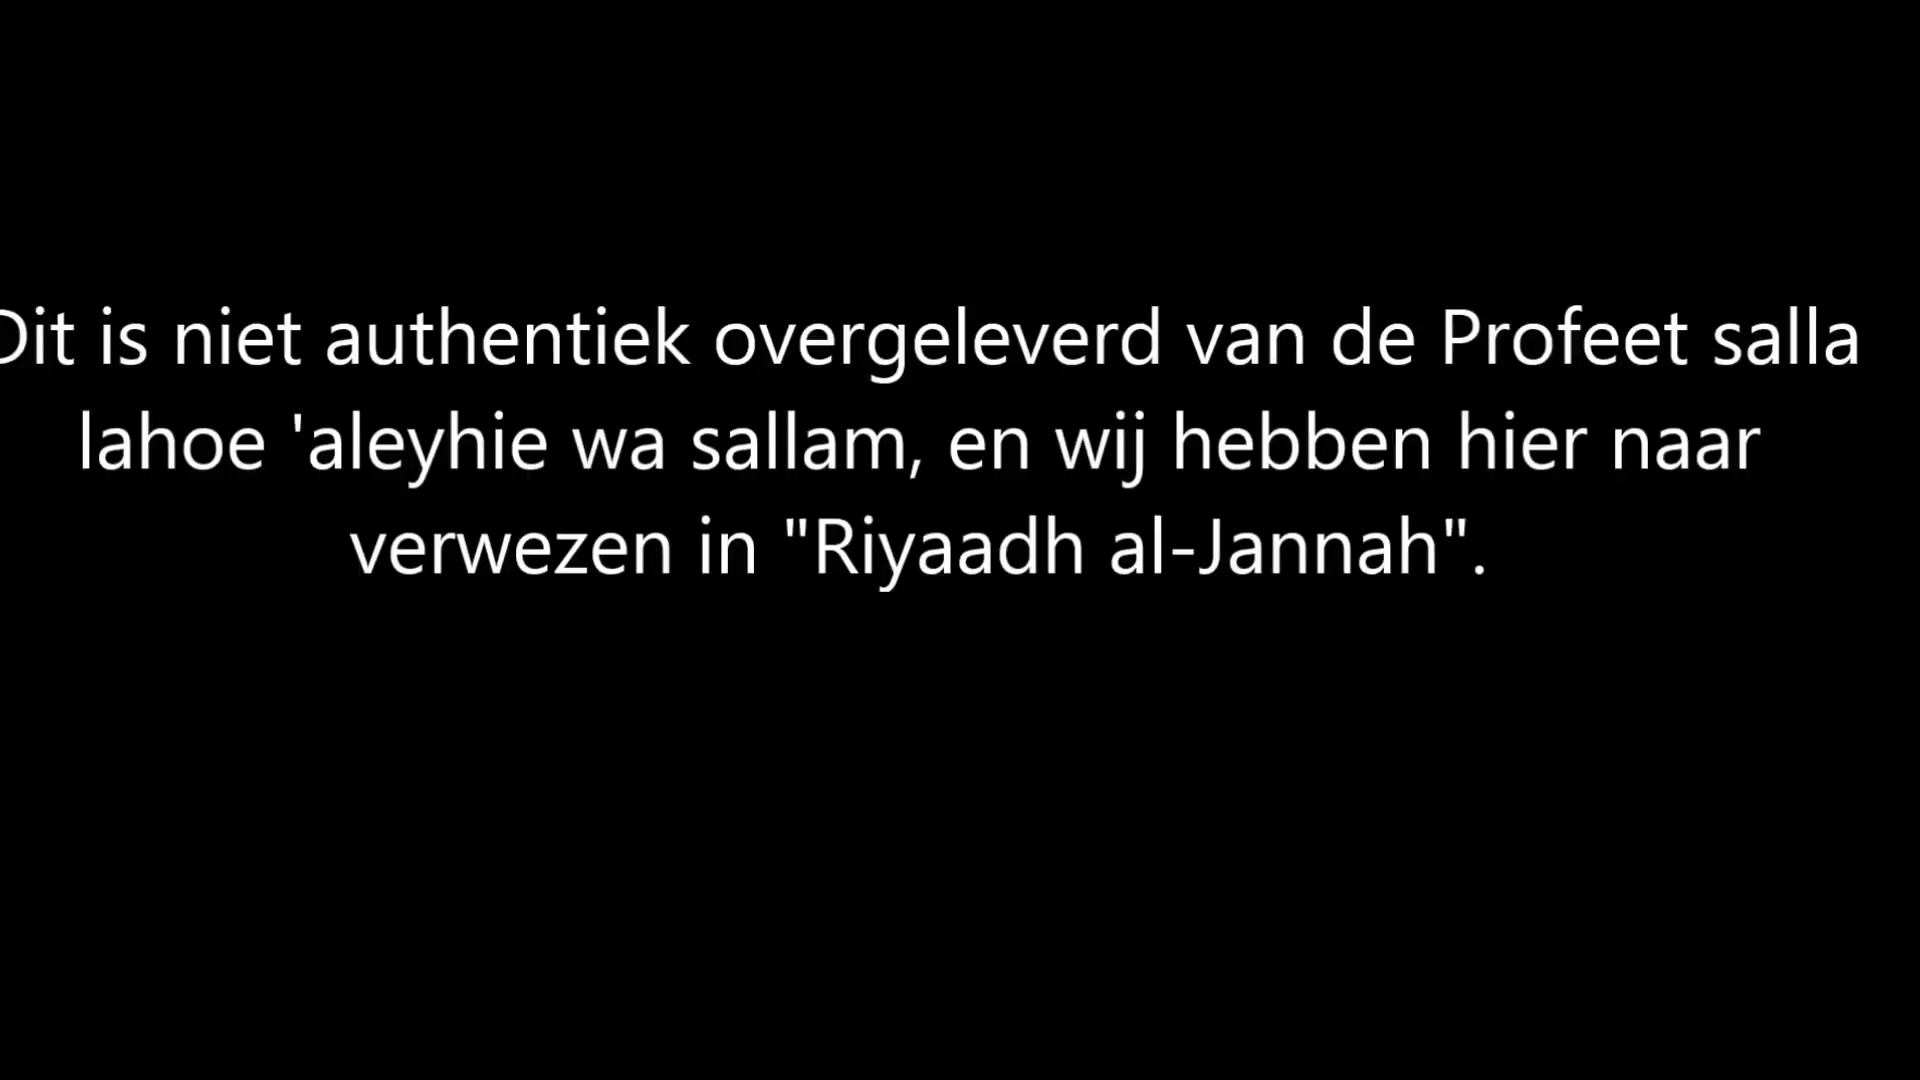 Dit is niet authentiek overgeleverd van de Profeet salla
lahoe 'aleyhie wa sallam, en wij hebben hier naar
verwezen in "Riyaadh al-Jannah".